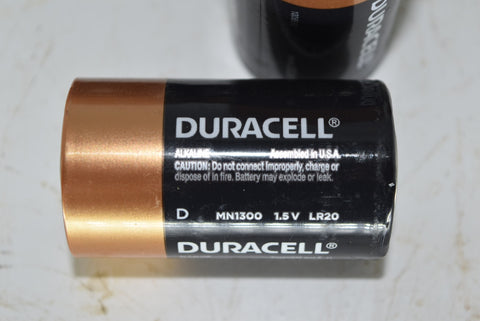 DURACELL
DURACELL®
ALKALINE Assembled in U.S.A
CAUTION: Do not connect improperly, charge or
dispose of in fire. Battery may explode or leak.
D MN1300 1.5 V LR20
DURACELL®